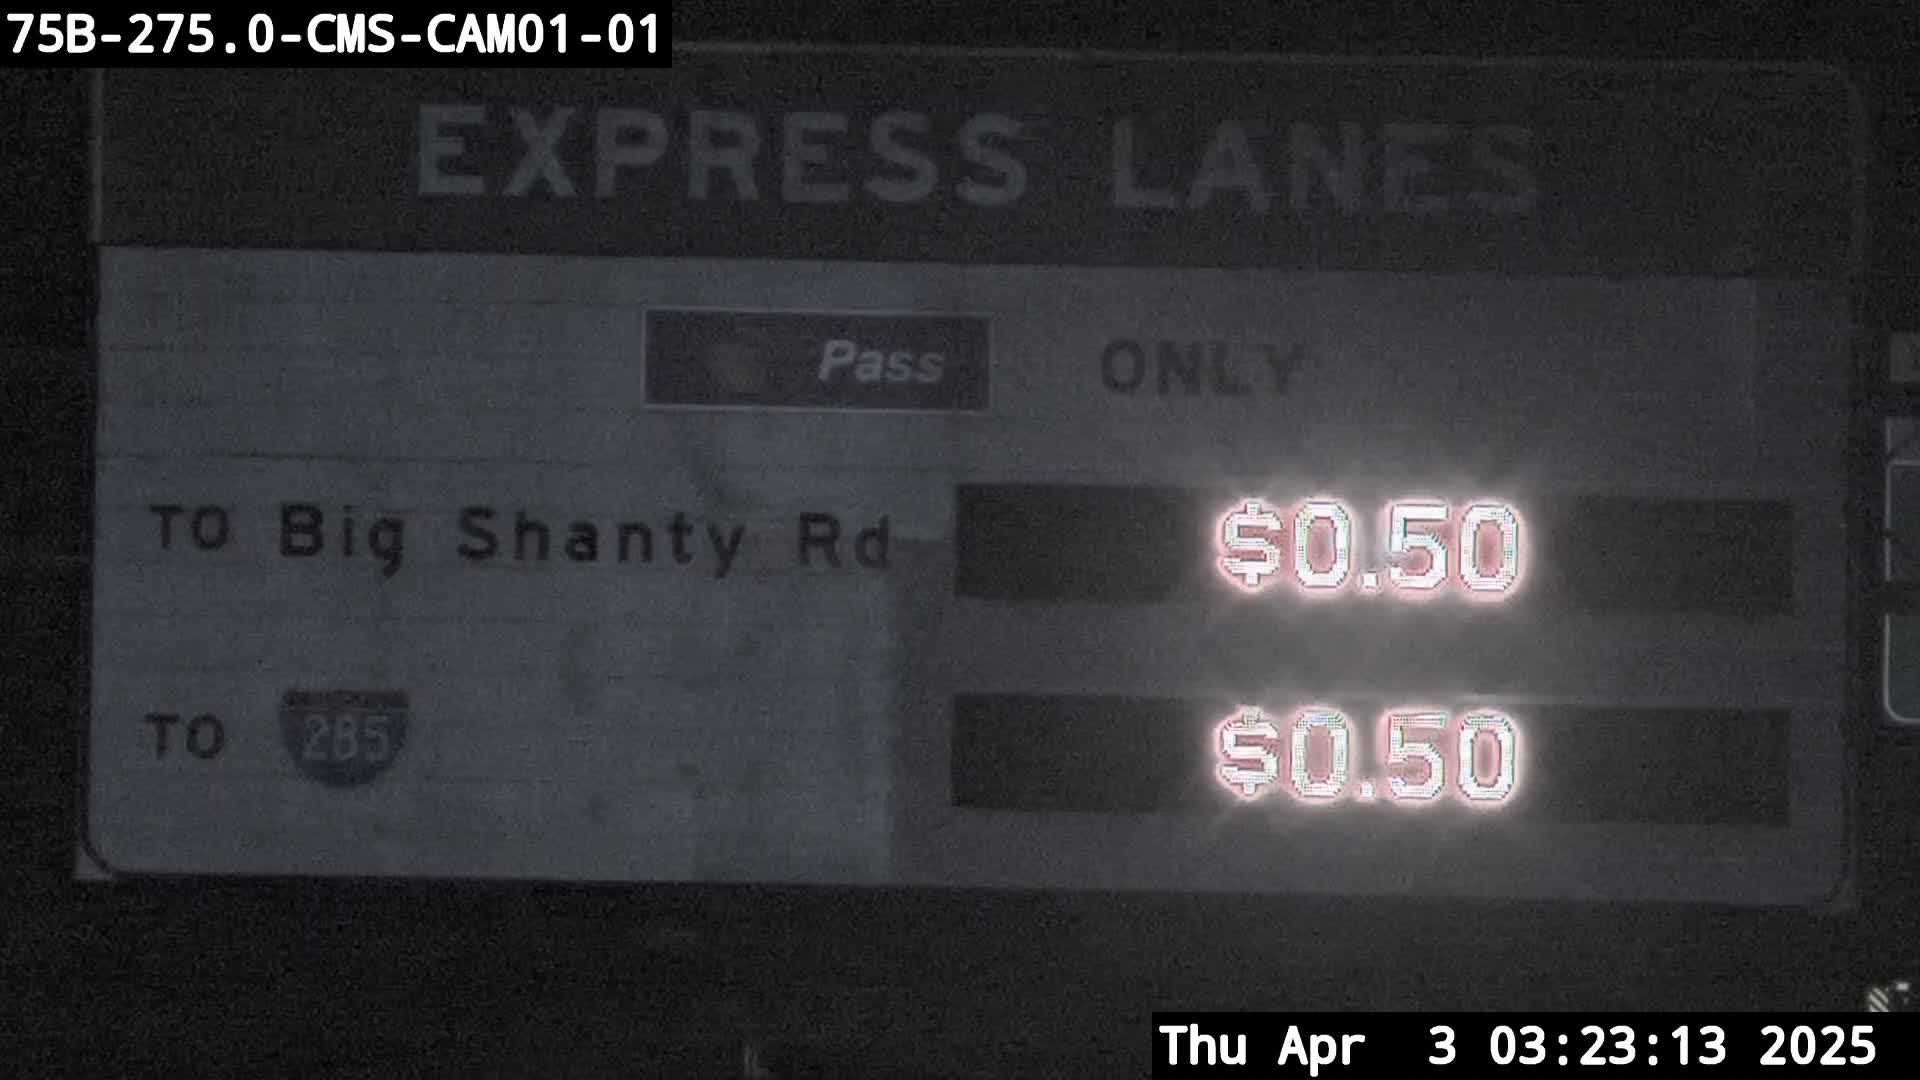 75B-275.0-CMS-CAM01-01
EXPRESS LANES
Pass ONLY
TO Big Shanty Rd $0.50
TO 285 $0.50
Thu Apr 3 03:23:13 2025